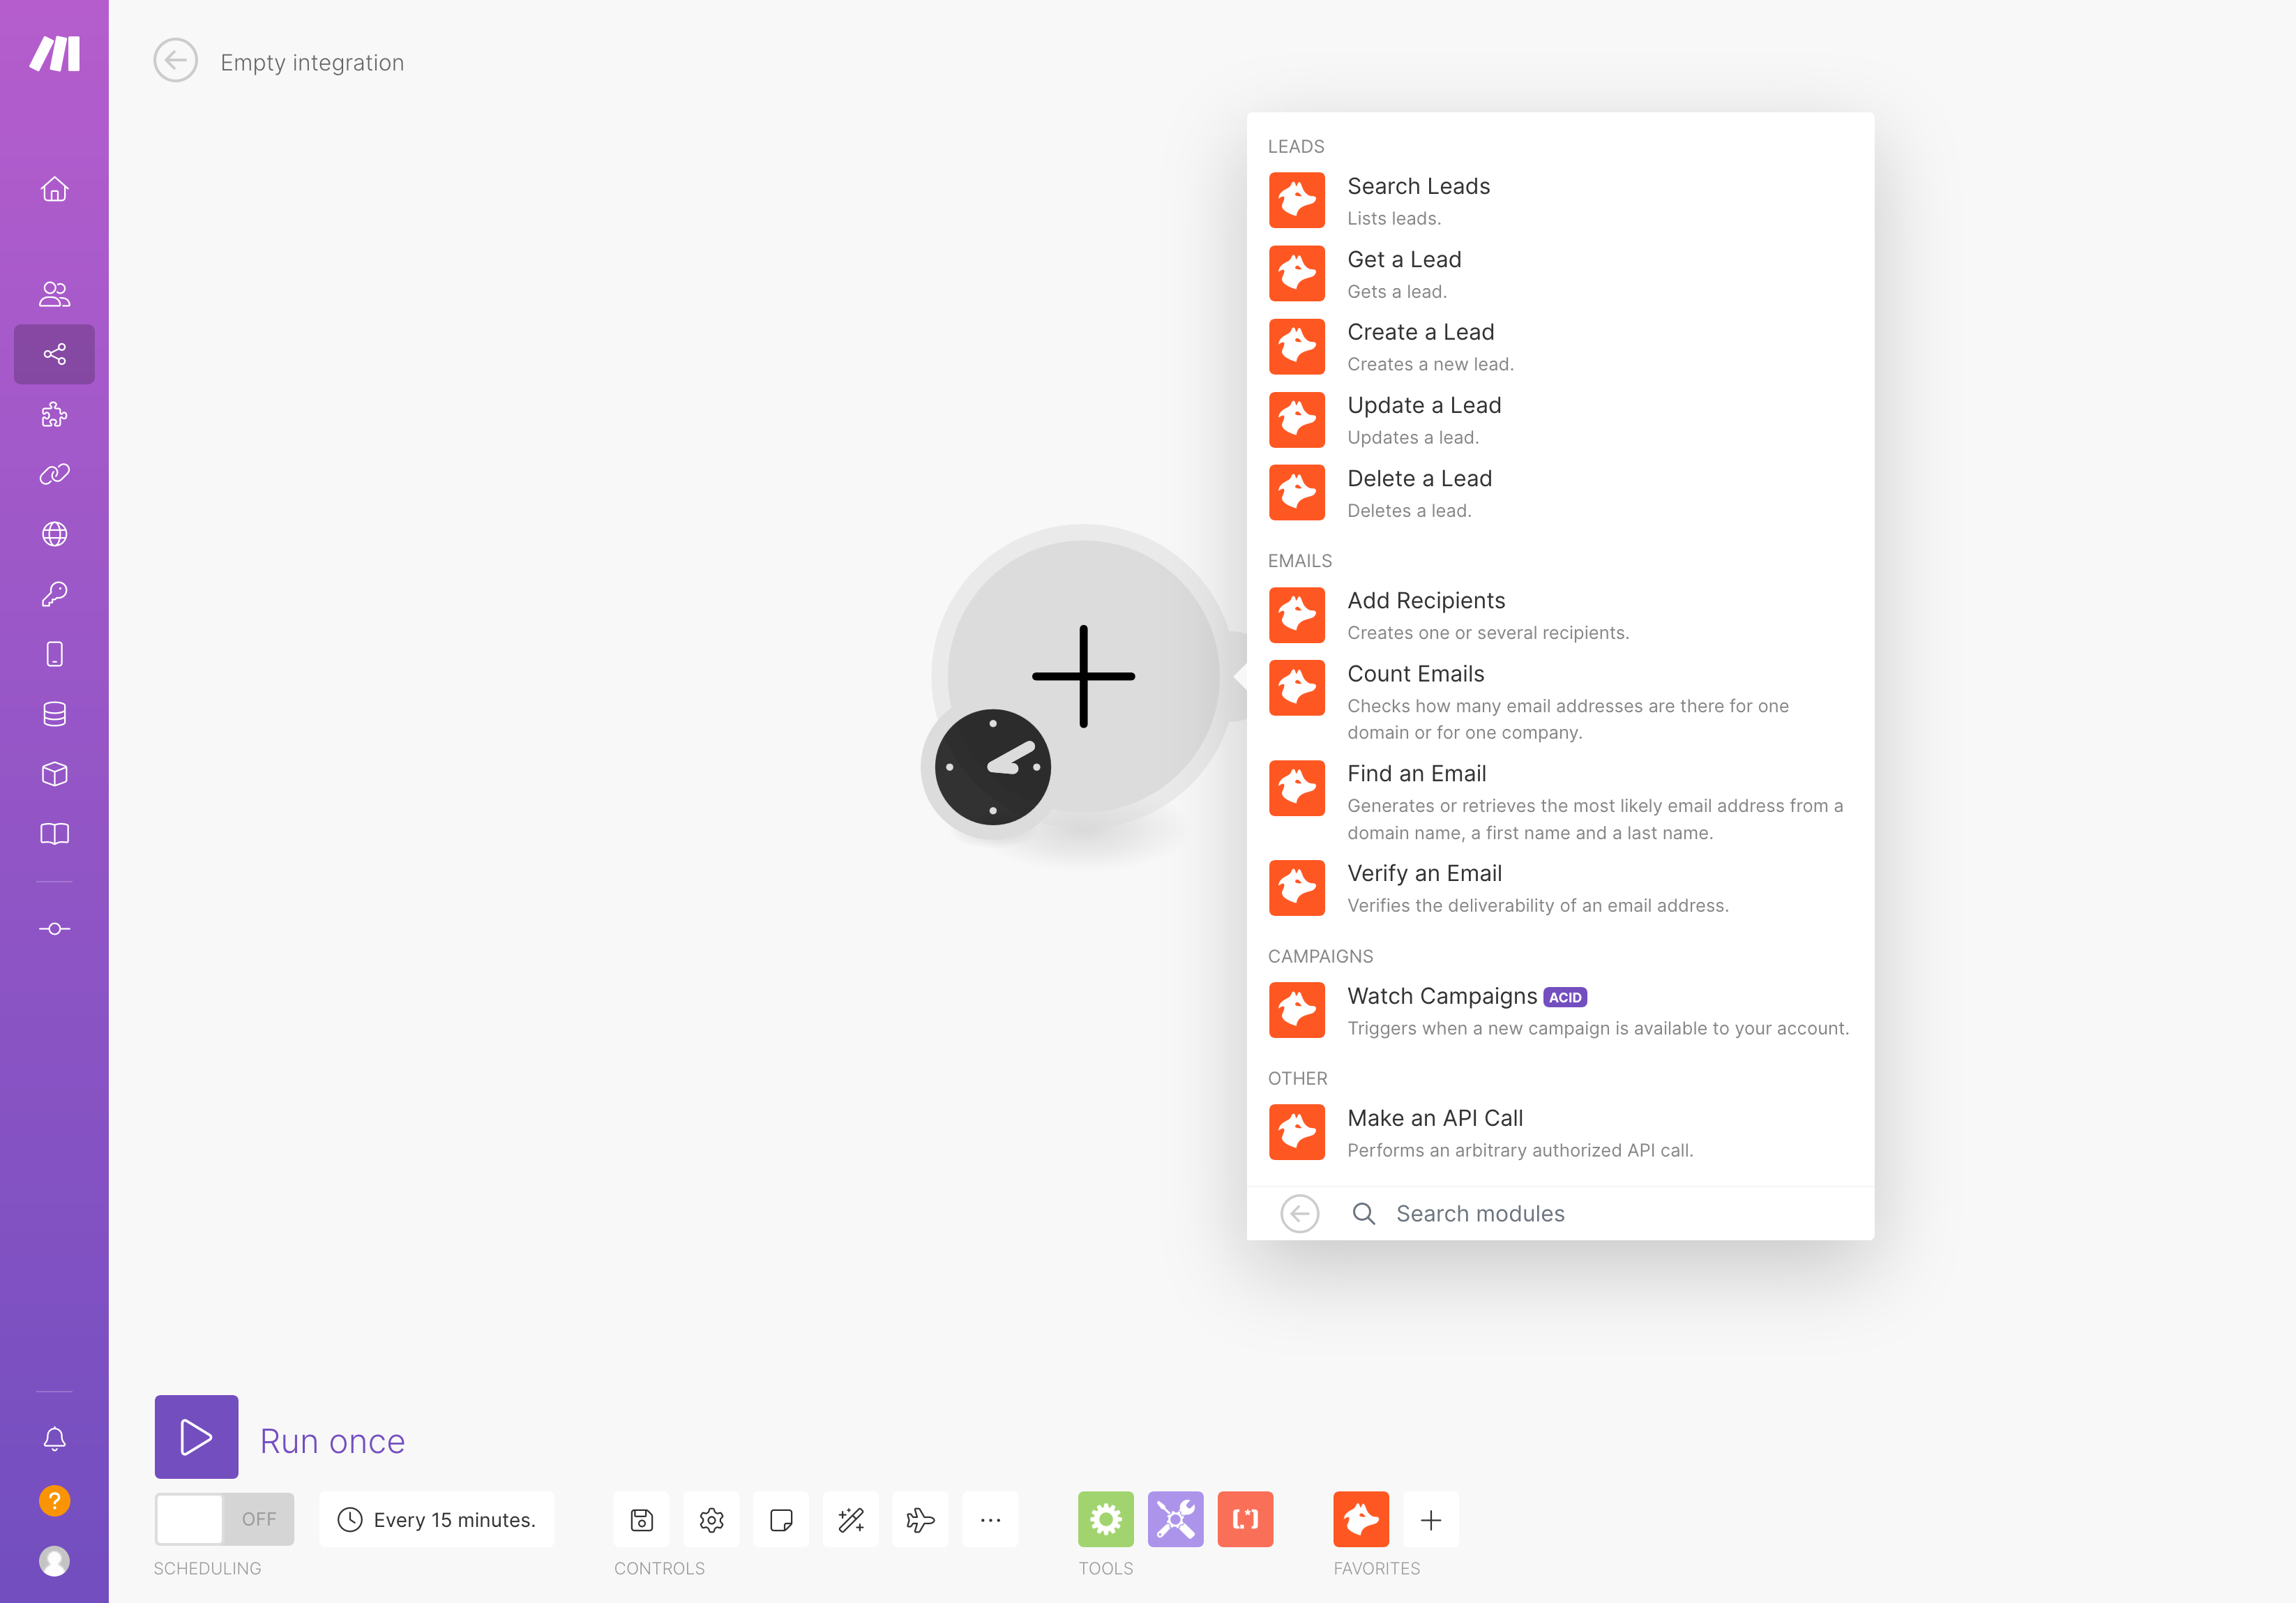 Empty integration
LEADS
Search Leads
Lists leads.
Get a Lead
Gets a lead.
Create a Lead
Creates a new lead.
Update a Lead
Updates a lead.
Delete a Lead
Deletes a lead.
EMAILS
Add Recipients
Creates one or several recipients.
Count Emails
Checks how many email addresses are there for one
domain or for one company.
Find an Email
Generates or retrieves the most likely email address from a
domain name, a first name and a last name.
Verify an Email
Verifies the deliverability of an email address.
CAMPAIGNS
Watch Campaigns ACID
Triggers when a new campaign is available to your account.
OTHER
Make an API Call
Performs an arbitrary authorized API call.
Search modules
Run once
OFF
Every 15 minutes.
SCHEDULING
CONTROLS
TOOLS
FAVORITES